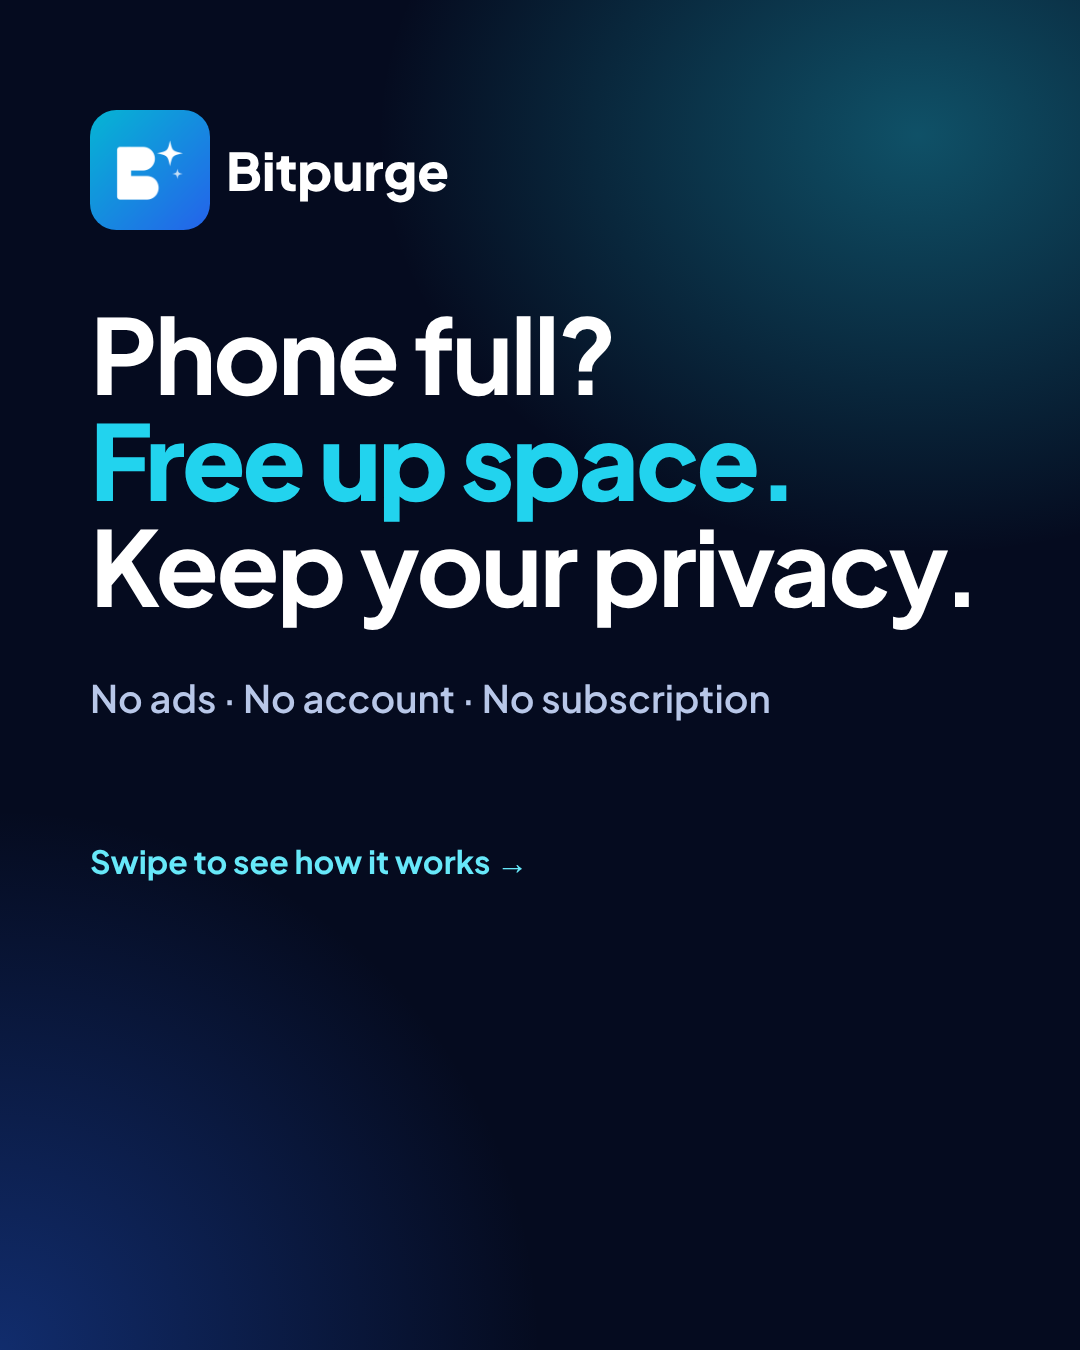 Bitpurge
Phone full?
Free up space.
Keep your privacy.
No ads · No account · No subscription
Swipe to see how it works →